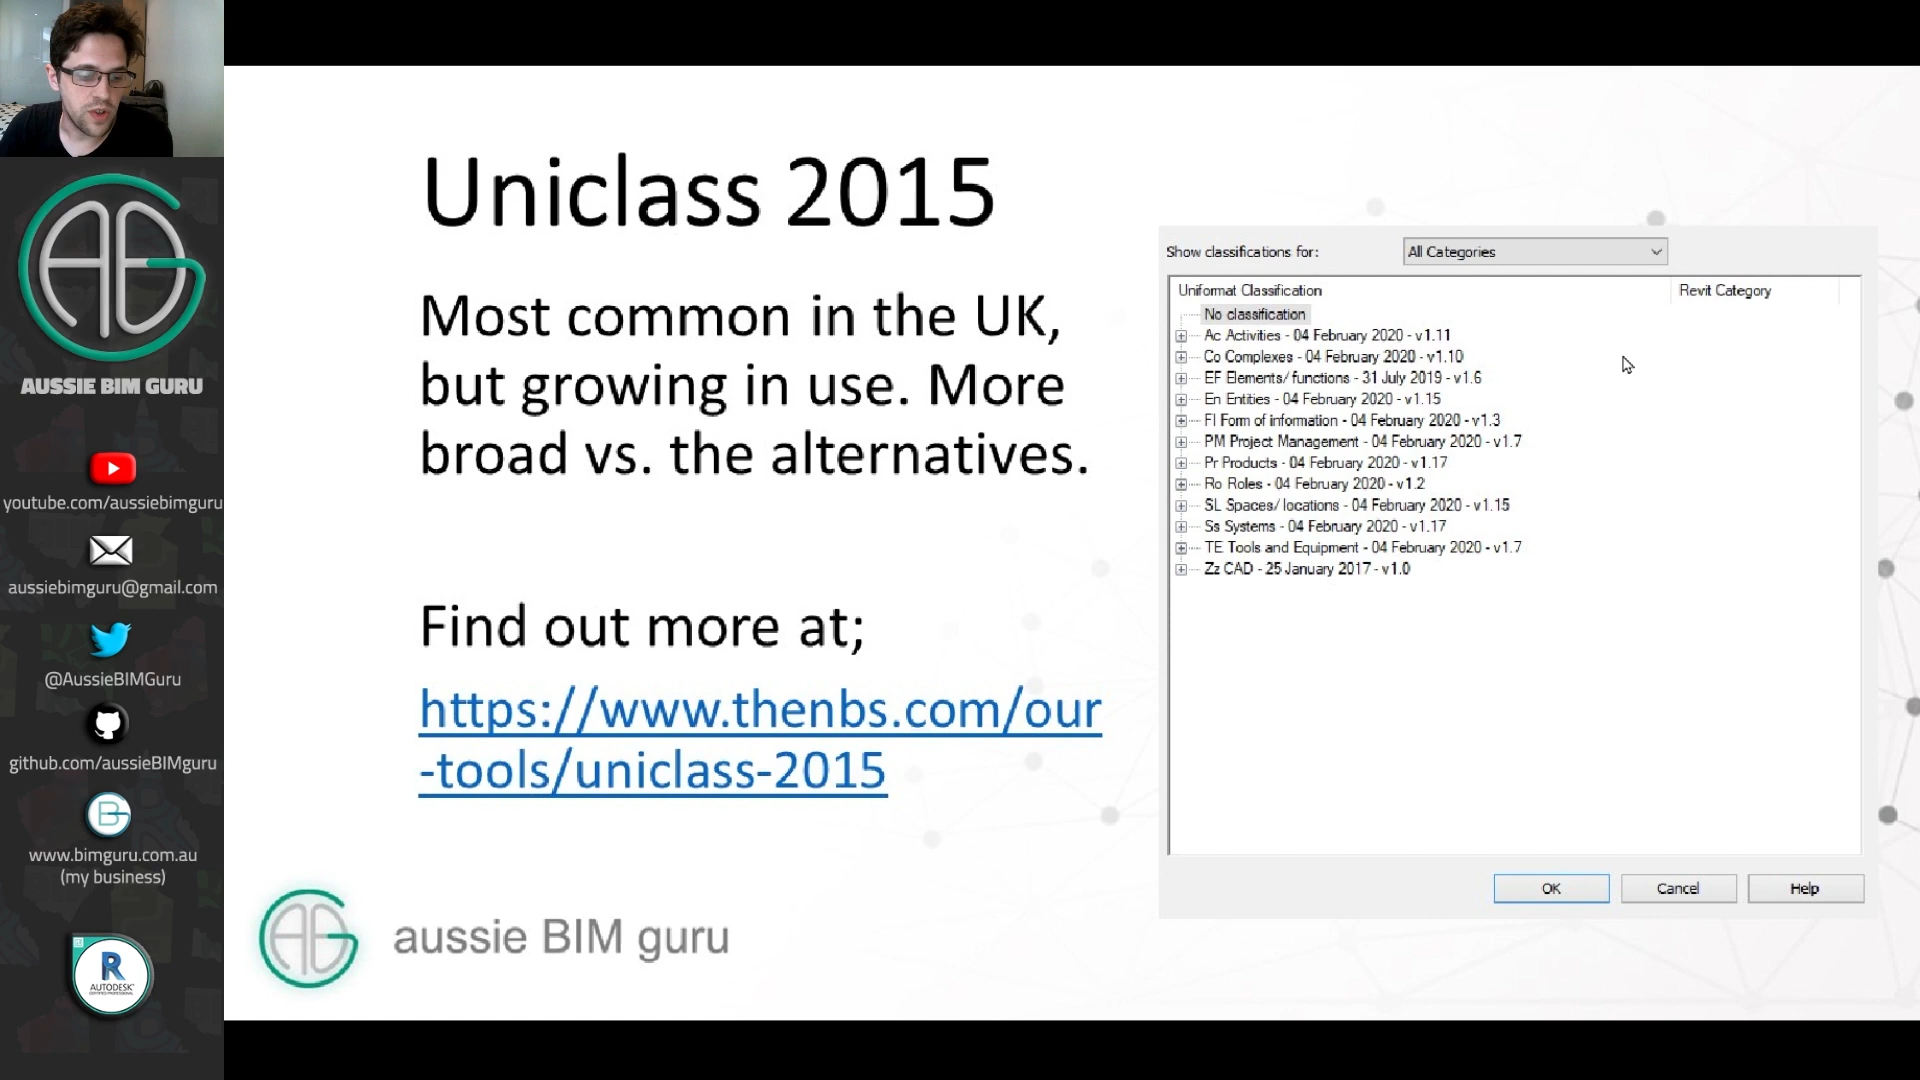 AUSSIE BIM GURU
youtube.com/aussiebimguru
aussiebimguru@gmail.com
@AussieBIMGuru
github.com/aussieBIMguru
www.bimguru.com.au
(my business)
R
AUTODESK
Uniclass 2015
Most common in the UK,
but growing in use. More
broad vs. the alternatives.
Find out more at;
https://www.thenbs.com/our
-tools/uniclass-2015
aussie BIM guru
Show classifications for:
All Categories
Uniformat Classification
Revit Category
No classification
Ac Activities - 04 February 2020 - v1.11
Co Complexes - 04 February 2020 - v1.10
EF Elements/ functions - 31 July 2019 - v1.6
En Entities - 04 February 2020 - v1.15
FI Form of information - 04 February 2020 - v1.3
PM Project Management - 04 February 2020 - v1.7
Pr Products - 04 February 2020 - v1.17
Ro Roles - 04 February 2020 - v1.2
SL Spaces/ locations - 04 February 2020 - v1.15
Ss Systems - 04 February 2020 - v1.17
TE Tools and Equipment - 04 February 2020 - v1.7
Zz CAD - 25 January 2017 - v1.0
OK
Cancel
Help